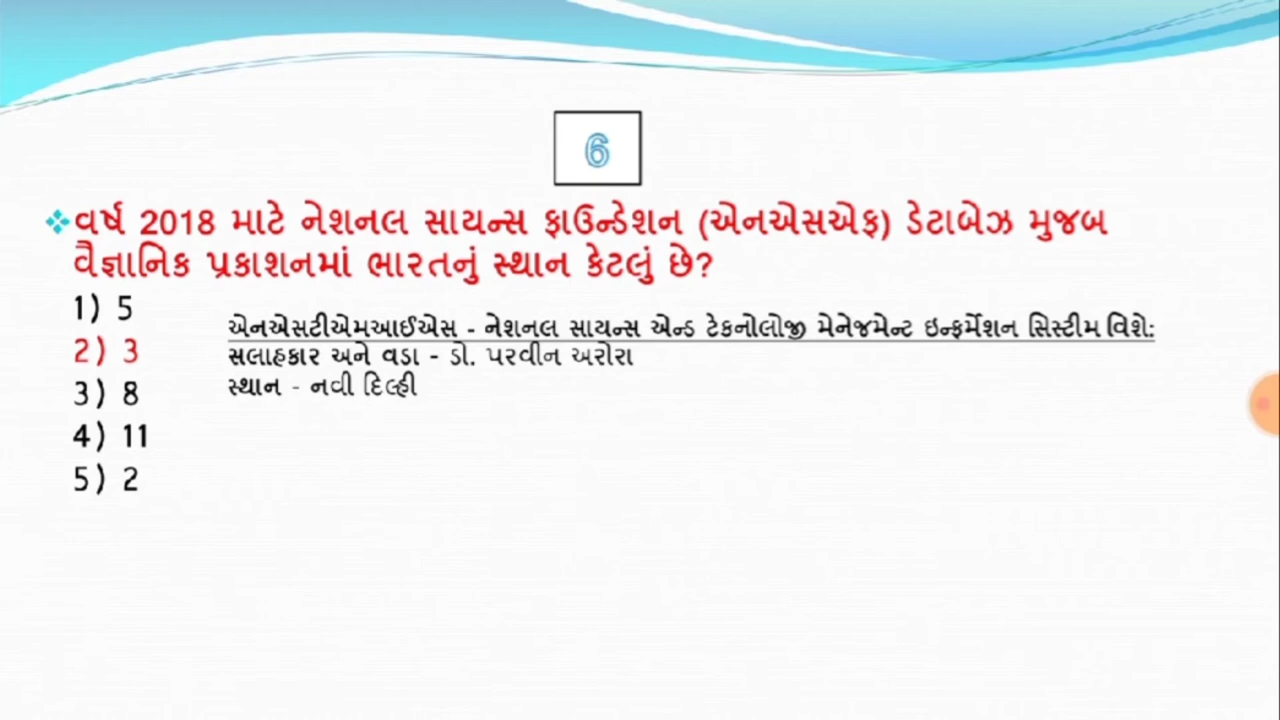 6
❖વર્ષ 2018 માટે નેશનલ સાયન્સ ફાઉન્ડેશન (એનએસએફ) ડેટાબેઝ મુજબ
વૈજ્ઞાનિક પ્રકાશનમાં ભારતનું સ્થાન કેટલું છે?
1) 5
2) 3
3) 8
4) 11
5) 2
એનએસટીએમઆઈએસ - નેશનલ સાયન્સ એન્ડ ટેકનોલોજી મેનેજમેન્ટ ઇન્ફર્મેશન સિસ્ટીમ વિશે:
સલાહકાર અને વડા - ડો. પરવીન અરોરા
સ્થાન - નવી દિલ્હી